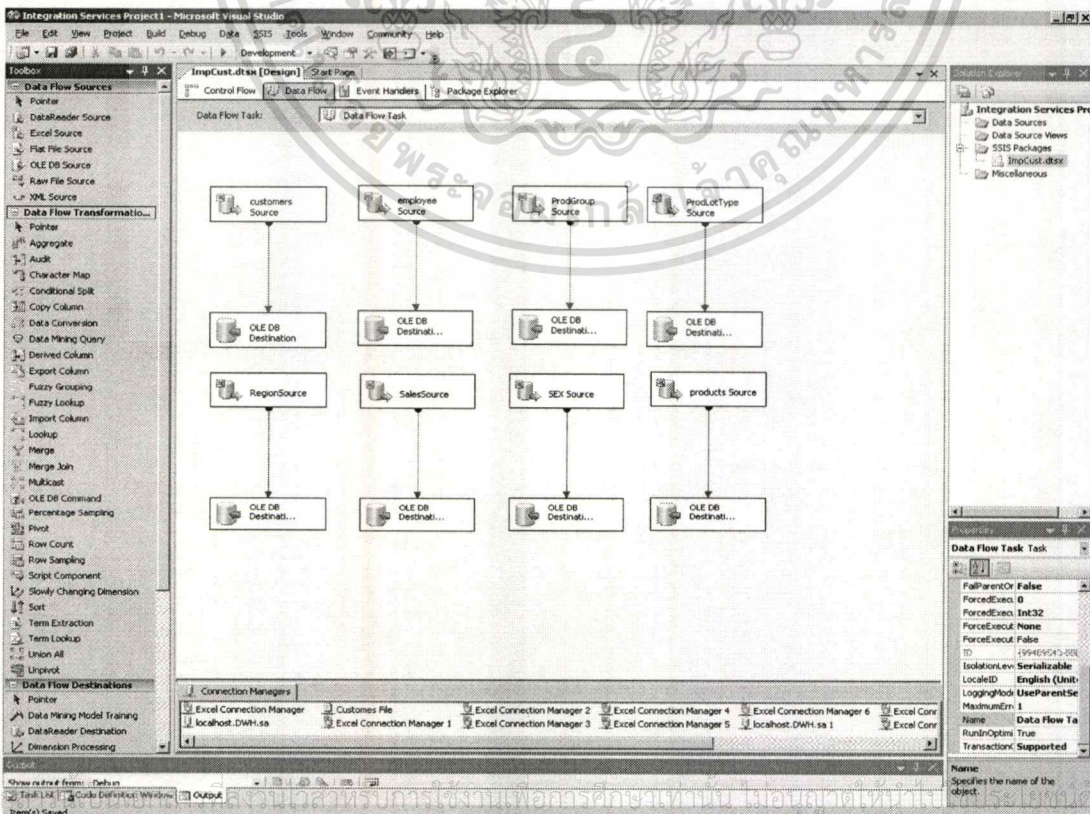 Integration Services Project1 - Microsoft Visual Studio
File Edit View Project Build Debug Data SSIS Tools Window Community Help
Development
Toolbox
Data Flow Sources
Pointer
DataReader Source
Excel Source
Flat File Source
OLE DB Source
Raw File Source
XML Source
Data Flow Transformatio...
Pointer
Aggregate
Audit
Character Map
Conditional Split
Copy Column
Data Conversion
Data Mining Query
Derived Column
Export Column
Fuzzy Grouping
Fuzzy Lookup
Import Column
Lookup
Merge
Merge Join
Multicast
OLE DB Command
Percentage Sampling
Pivot
Row Count
Row Sampling
Script Component
Slowly Changing Dimension
Sort
Term Extraction
Term Lookup
Union All
Unpivot
Data Flow Destinations
Pointer
Data Mining Model Training
DataReader Destination
Dimension Processing
ImpCust.dtsx [Design] Start Page
Control Flow Data Flow Event Handlers Package Explorer
Data Flow Task: Data Flow Task
customers Source
employee Source
ProdGroup Source
ProdLotType Source
OLE DB Destination
OLE DB Destinati...
OLE DB Destinati...
OLE DB Destinati...
RegionSource
SalesSource
SEX Source
products Source
OLE DB Destinati...
OLE DB Destinati...
OLE DB Destinati...
OLE DB Destinati...
Connection Managers
Excel Connection Manager Customes File Excel Connection Manager 2 Excel Connection Manager 4 Excel Connection Manager 6 Excel Conr
localhost.DWH.sa Excel Connection Manager 1 Excel Connection Manager 3 Excel Connection Manager 5 localhost.DWH.sa 1 Excel Conr
Solution Explorer
Integration Services Pro
Data Sources
Data Source Views
SSIS Packages
ImpCust.dtsx
Miscellaneous
Properties
Data Flow Task Task
FailParentOr False
ForcedExecu 0
ForcedExecu Int32
ForceExecut None
ForceExecut False
ID
IsolationLev Serializable
LocaleID English (Unit
LoggingMod UseParentSe
MaximumErr 1
Name Data Flow Ta
RunInOptimi True
TransactionO Supported
Name
Specifies the name of the object.
Output
Show output from: Debug
Task List Code Definition Window Output
Item(s) Saved